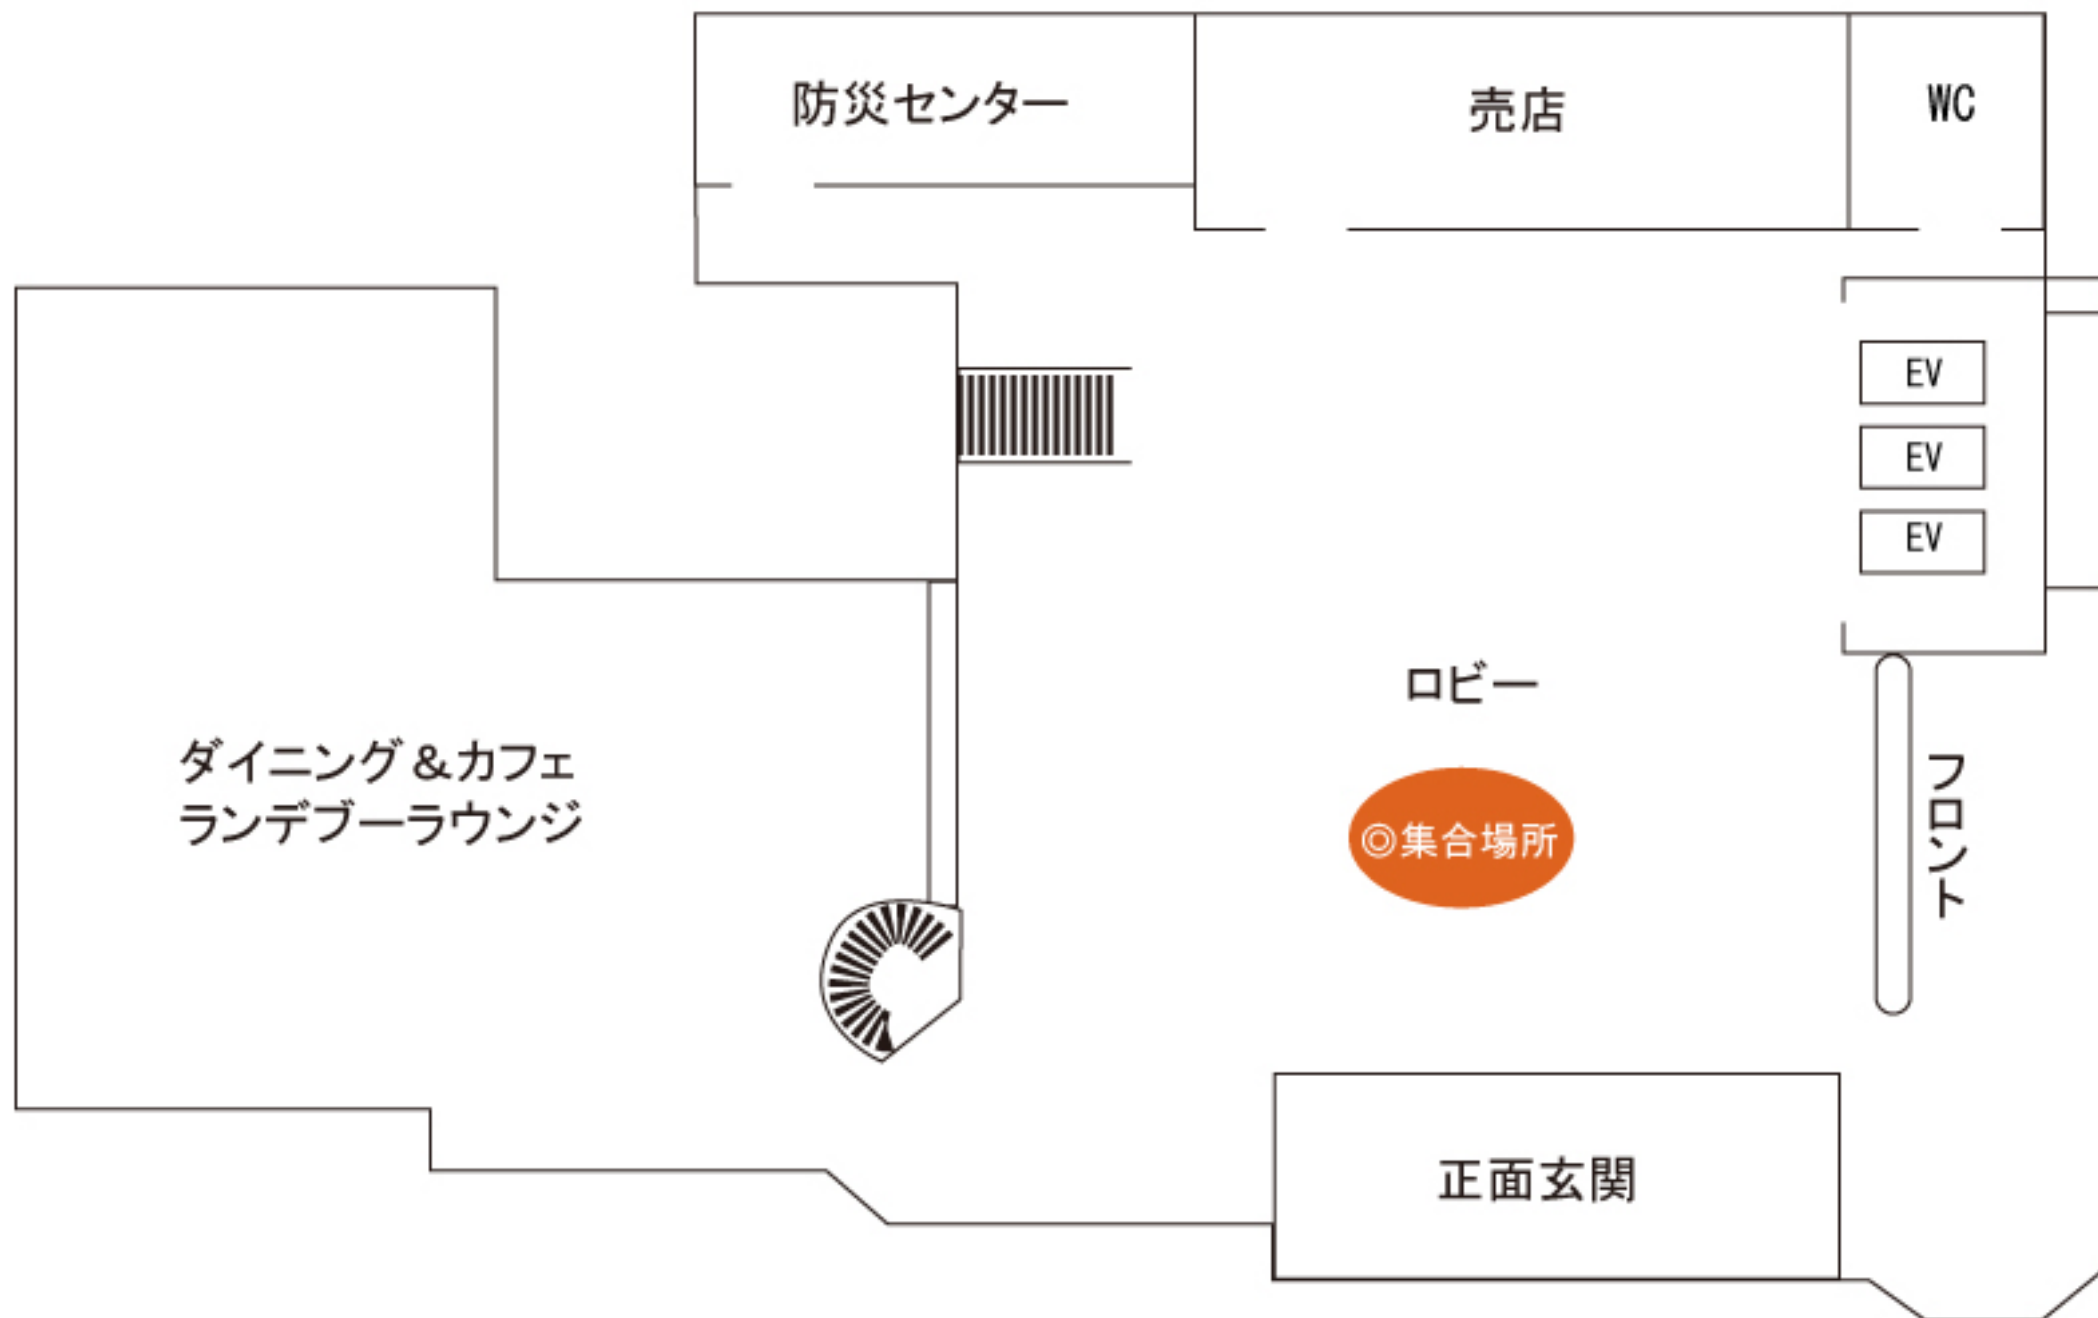 防災センター
売店
WC
EV
EV
EV
ロビー
ダイニング&カフェ
ランデブーラウンジ
◎集合場所
フロント
正面玄関